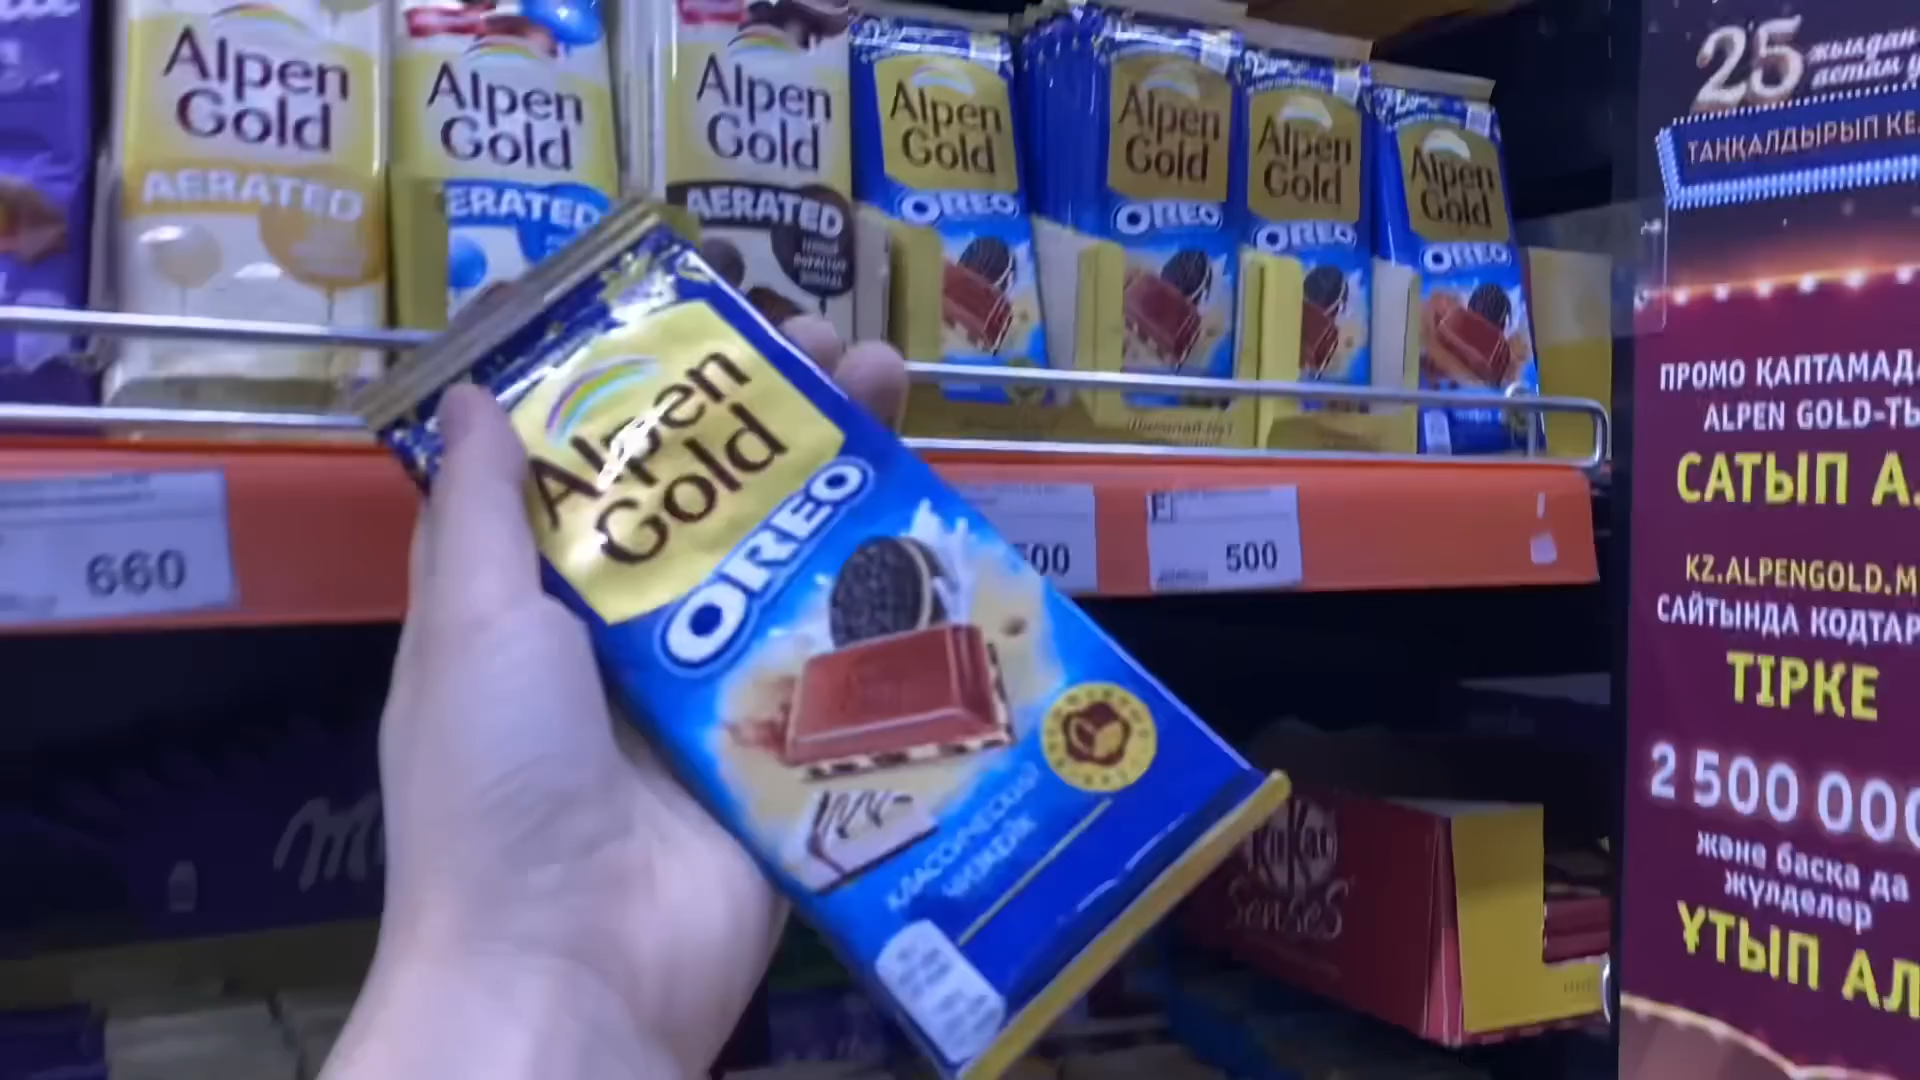 Alpen
Gold
AERATED
Alpen
Gold
ERATED
Alpen
Gold
AERATED
Alpen
Gold
OREO
Alpen
Gold
OREO
Alpen
Gold
OREO
Alpen
Gold
OREO
Alpen
Gold
OREO
КЛАССИЧЕСКИЙ
ЧИЗКЕЙК
660
500
500
KitKat
Senses
25 жылдан
астам
ТАҢҚАЛДЫРЫП КЕ
ПРОМО ҚАПТАМАДА
ALPEN GOLD-ТЫ
САТЫП А
KZ.ALPENGOLD.M
САЙТЫНДА КОДТАР
ТІРКЕ
2 500 000
және басқа да
жүлделер
ҰТЫП АЛ